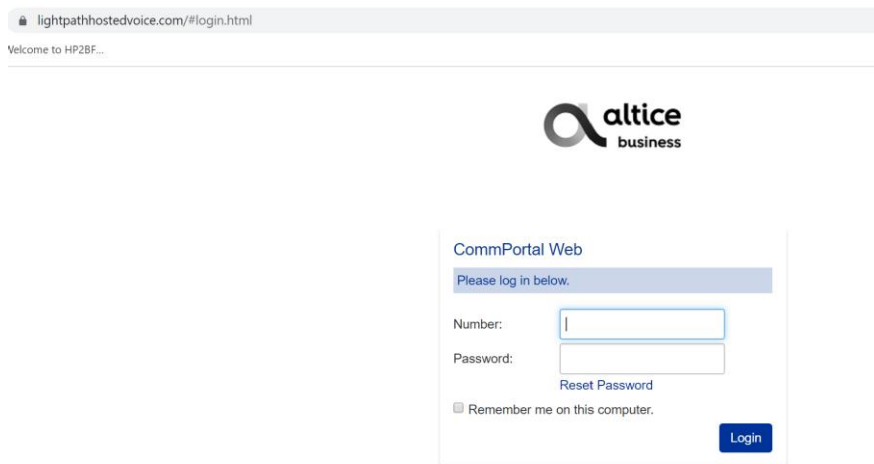 lightpathhostedvoice.com/#login.html
Welcome to HP2BF...
altice
business
CommPortal Web
Please log in below.
Number:
Password:
Reset Password
Remember me on this computer.
Login